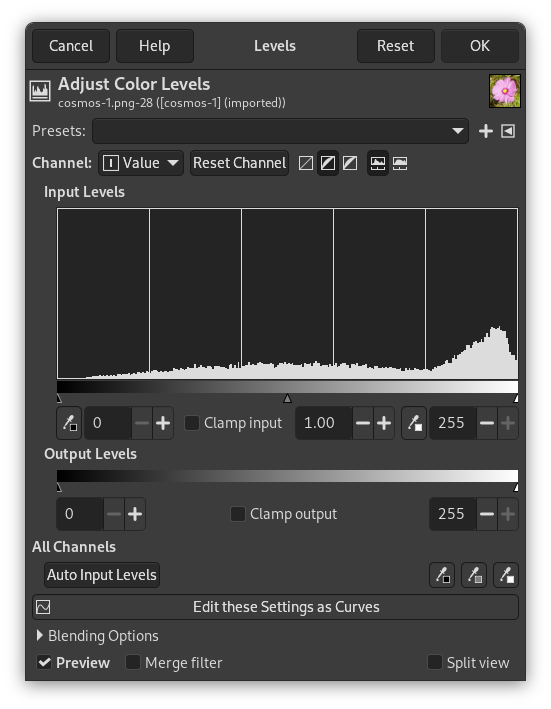 Cancel Help Levels Reset OK
Adjust Color Levels
cosmos-1.png-28 ([cosmos-1] (imported))
Presets:
Channel: Value Reset Channel
Input Levels
0 Clamp input 1.00 255
Output Levels
0 Clamp output 255
All Channels
Auto Input Levels
Edit these Settings as Curves
Blending Options
Preview Merge filter Split view